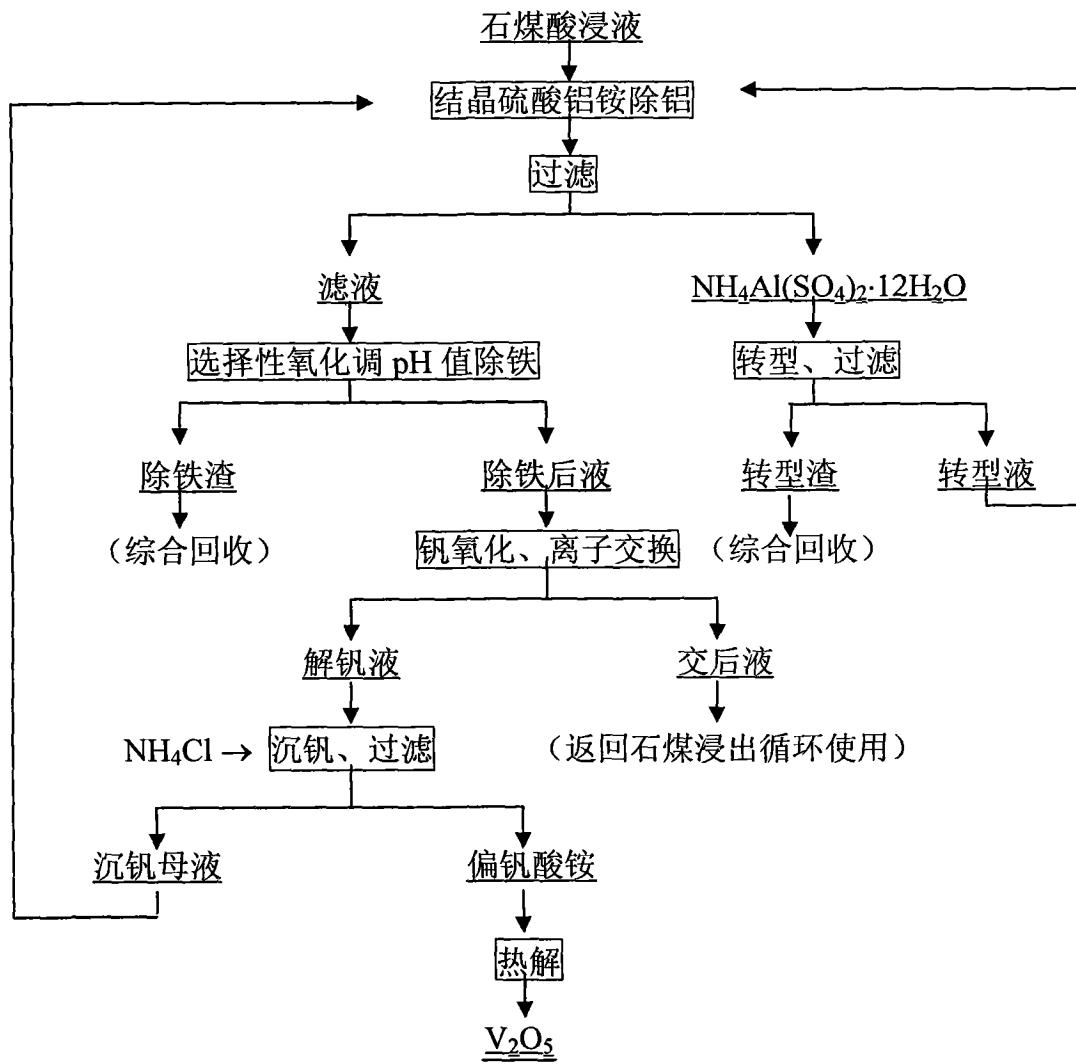 石煤酸浸液
结晶硫酸铝铵除铝
过滤
滤液
NH₄Al(SO₄)₂·12H₂O
选择性氧化调 pH 值除铁
转型、过滤
除铁渣
除铁后液
转型渣
转型液
（综合回收）
钒氧化、离子交换
（综合回收）
解钒液
交后液
NH₄Cl →
沉钒、过滤
（返回石煤浸出循环使用）
沉钒母液
偏钒酸铵
热解
V₂O₅